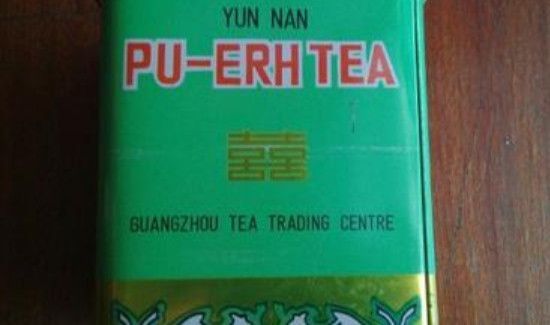 YUN NAN
PU-ERH TEA
囍
GUANGZHOU TEA TRADING CENTRE